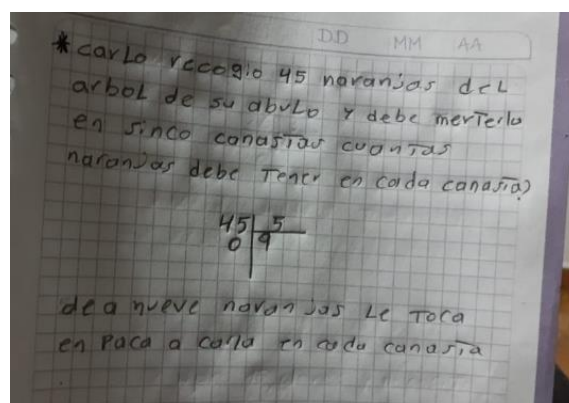 DD MM AA
*carlo recogio 45 naranjas del
arbol de su abulo y debe merterlo
en sinco canastas cuantas
naranjas debe tener en cada canasta?
45 5
0 9
de a nueve naranjas le toca
en paca a carla en cada canasta